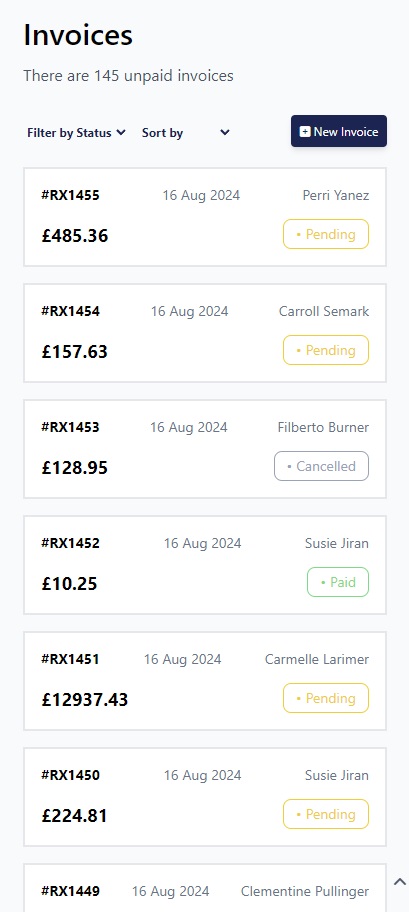 Invoices
There are 145 unpaid invoices
Filter by Status Sort by New Invoice
#RX1455 16 Aug 2024 Perri Yanez
£485.36 • Pending
#RX1454 16 Aug 2024 Carroll Semark
£157.63 • Pending
#RX1453 16 Aug 2024 Filberto Burner
£128.95 • Cancelled
#RX1452 16 Aug 2024 Susie Jiran
£10.25 • Paid
#RX1451 16 Aug 2024 Carmelle Larimer
£12937.43 • Pending
#RX1450 16 Aug 2024 Susie Jiran
£224.81 • Pending
#RX1449 16 Aug 2024 Clementine Pullinger